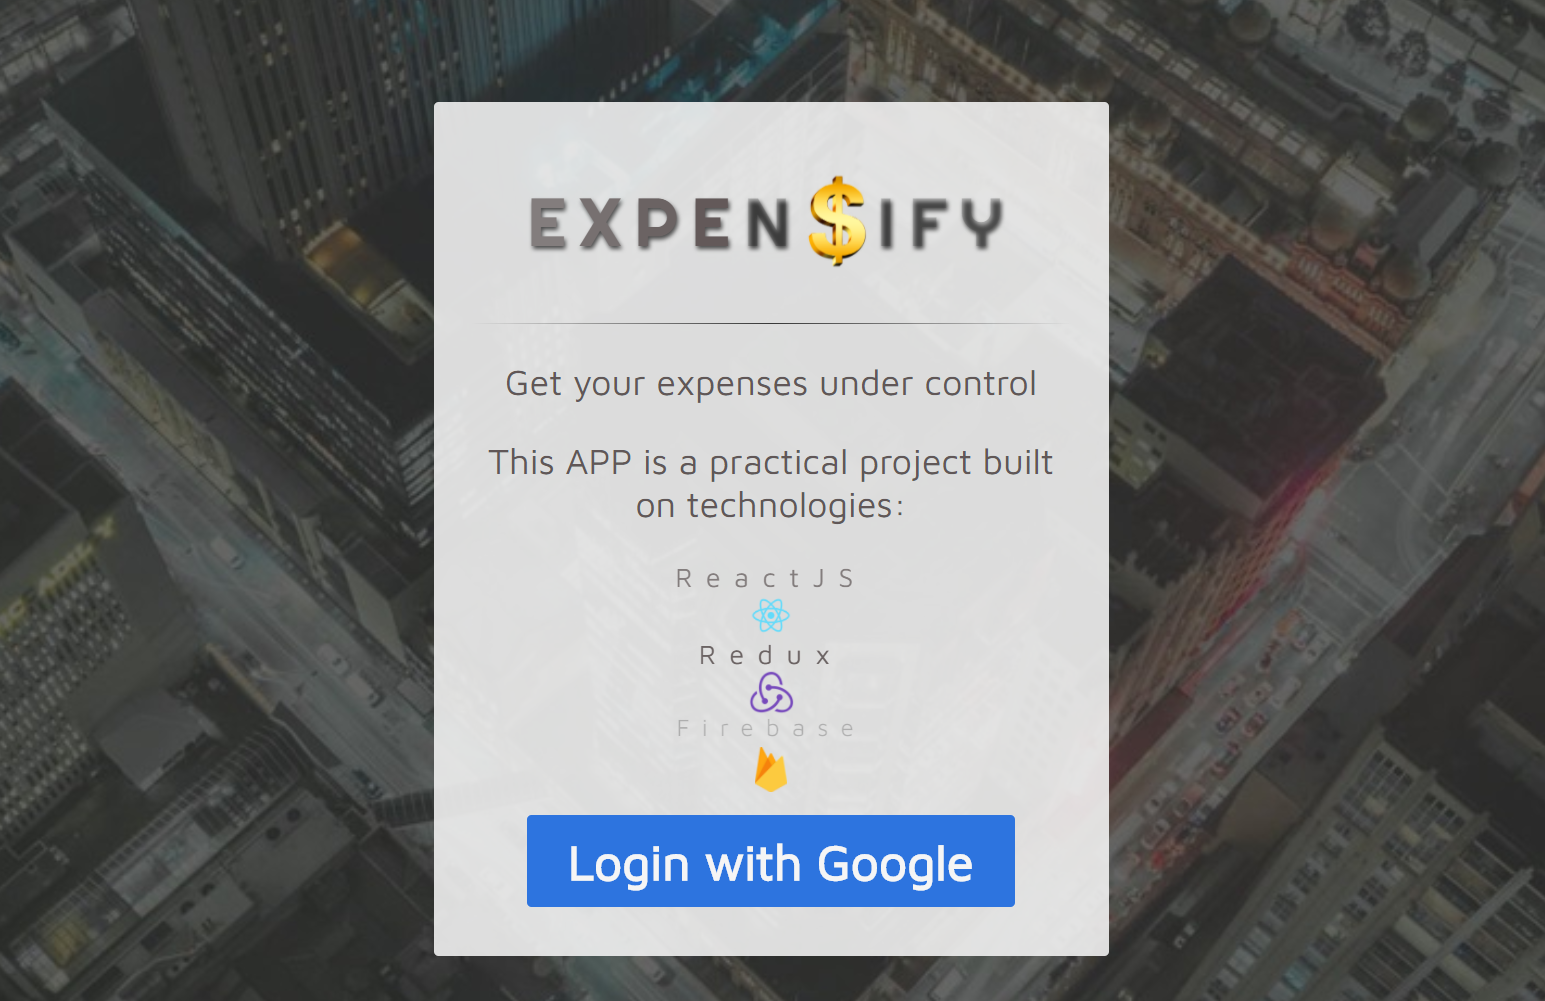 EXPEN$IFY
Get your expenses under control
This APP is a practical project built
on technologies:
ReactJS
Redux
Firebase
Login with Google